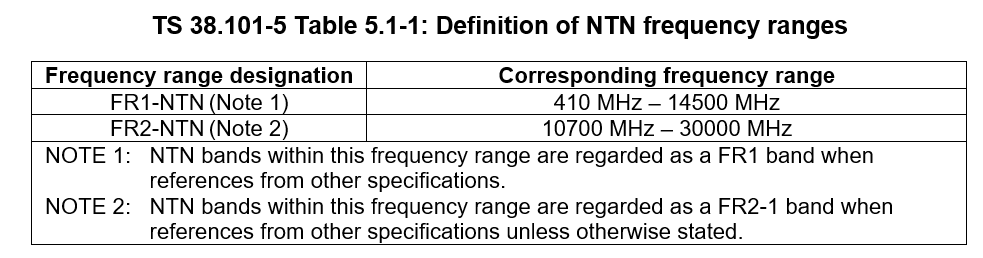 TS 38.101-5 Table 5.1-1: Definition of NTN frequency ranges
Frequency range designation Corresponding frequency range
FR1-NTN (Note 1) 410 MHz – 14500 MHz
FR2-NTN (Note 2) 10700 MHz – 30000 MHz
NOTE 1: NTN bands within this frequency range are regarded as a FR1 band when
references from other specifications.
NOTE 2: NTN bands within this frequency range are regarded as a FR2-1 band when
references from other specifications unless otherwise stated.